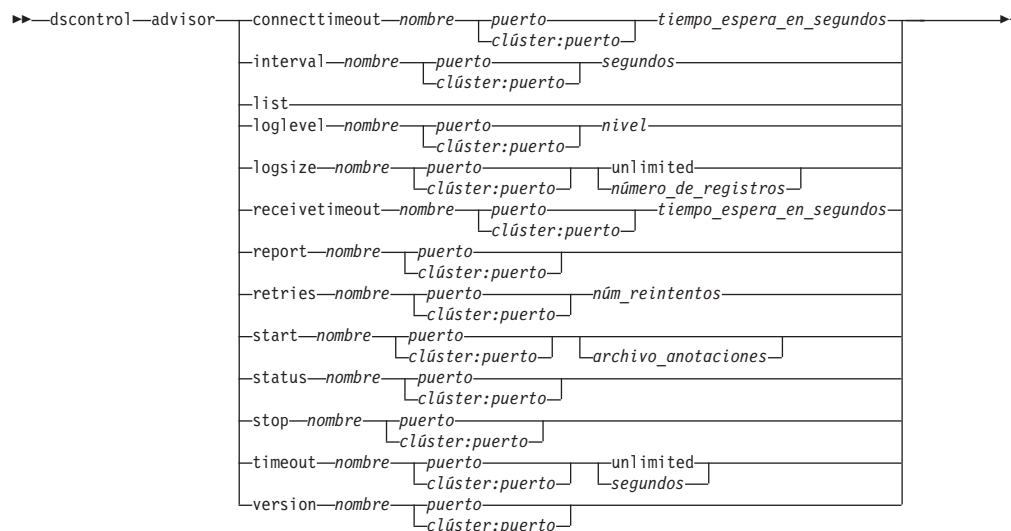 dscontrol advisor connecttimeout nombre puerto tiempo_espera_en_segundos
clúster:puerto
interval nombre puerto segundos
clúster:puerto
list
loglevel nombre puerto nivel
clúster:puerto
logsize nombre puerto unlimited
clúster:puerto número_de_registros
receivetimeout nombre puerto tiempo_espera_en_segundos
clúster:puerto
report nombre puerto
clúster:puerto
retries nombre puerto núm_reintentos
clúster:puerto
start nombre puerto
clúster:puerto archivo_anotaciones
status nombre puerto
clúster:puerto
stop nombre puerto
clúster:puerto
timeout nombre puerto unlimited
clúster:puerto segundos
version nombre puerto
clúster:puerto